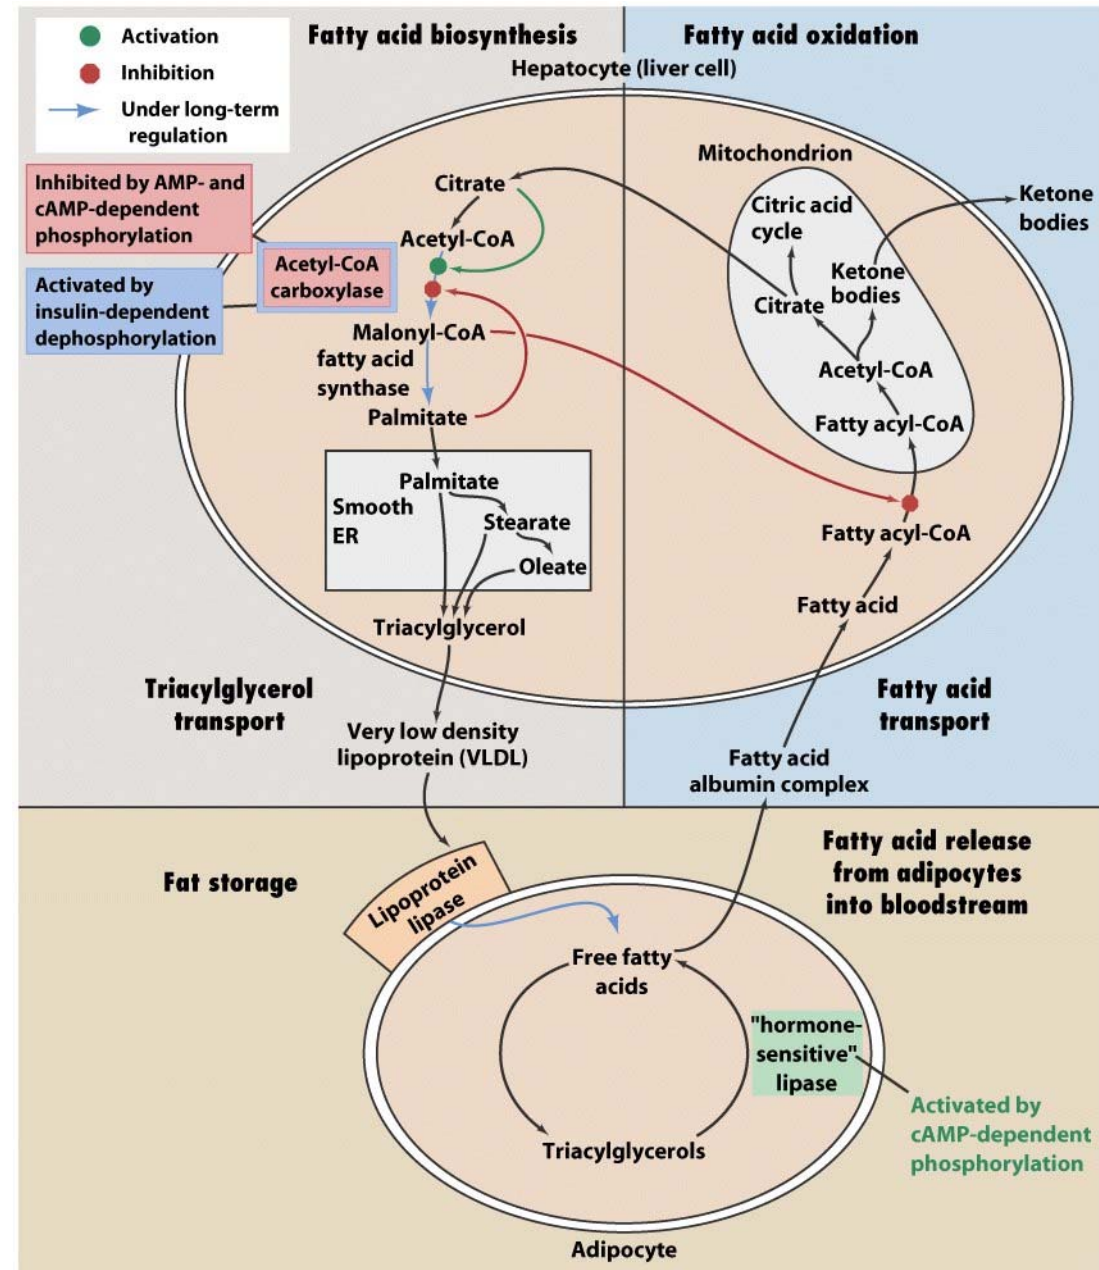 Activation
Inhibition
Under long-term
regulation
Fatty acid biosynthesis
Fatty acid oxidation
Hepatocyte (liver cell)
Inhibited by AMP- and
cAMP-dependent
phosphorylation
Activated by
insulin-dependent
dephosphorylation
Acetyl-CoA
carboxylase
Citrate
Acetyl-CoA
Malonyl-CoA
fatty acid
synthase
Palmitate
Smooth
ER
Palmitate
Stearate
Oleate
Triacylglycerol
Mitochondrion
Citric acid
cycle
Ketone
bodies
Citrate
Acetyl-CoA
Fatty acyl-CoA
Ketone
bodies
Fatty acyl-CoA
Fatty acid
Triacylglycerol
transport
Fatty acid
transport
Very low density
lipoprotein (VLDL)
Fatty acid
albumin complex
Fat storage
Fatty acid release
from adipocytes
into bloodstream
Lipoprotein
lipase
Free fatty
acids
"hormone-
sensitive"
lipase
Activated by
cAMP-dependent
phosphorylation
Triacylglycerols
Adipocyte